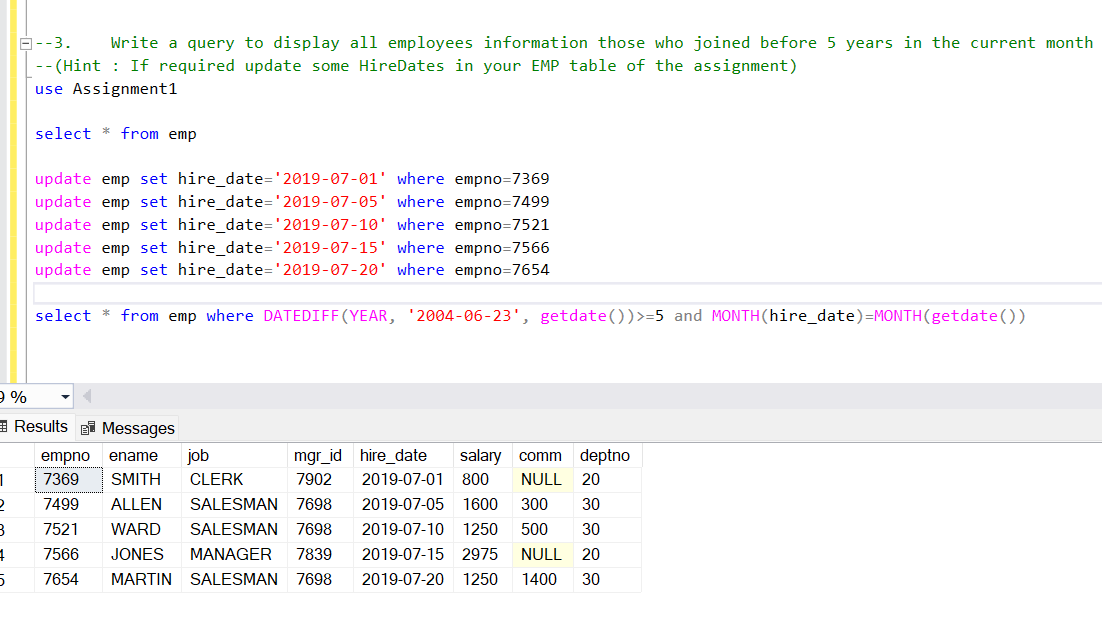 --3. Write a query to display all employees information those who joined before 5 years in the current month
--(Hint : If required update some HireDates in your EMP table of the assignment)
use Assignment1
select * from emp
update emp set hire_date='2019-07-01' where empno=7369
update emp set hire_date='2019-07-05' where empno=7499
update emp set hire_date='2019-07-10' where empno=7521
update emp set hire_date='2019-07-15' where empno=7566
update emp set hire_date='2019-07-20' where empno=7654
select * from emp where DATEDIFF(YEAR, '2004-06-23', getdate())>=5 and MONTH(hire_date)=MONTH(getdate())
9 %
Results Messages
empno ename job mgr_id hire_date salary comm deptno
1 7369 SMITH CLERK 7902 2019-07-01 800 NULL 20
2 7499 ALLEN SALESMAN 7698 2019-07-05 1600 300 30
3 7521 WARD SALESMAN 7698 2019-07-10 1250 500 30
4 7566 JONES MANAGER 7839 2019-07-15 2975 NULL 20
5 7654 MARTIN SALESMAN 7698 2019-07-20 1250 1400 30